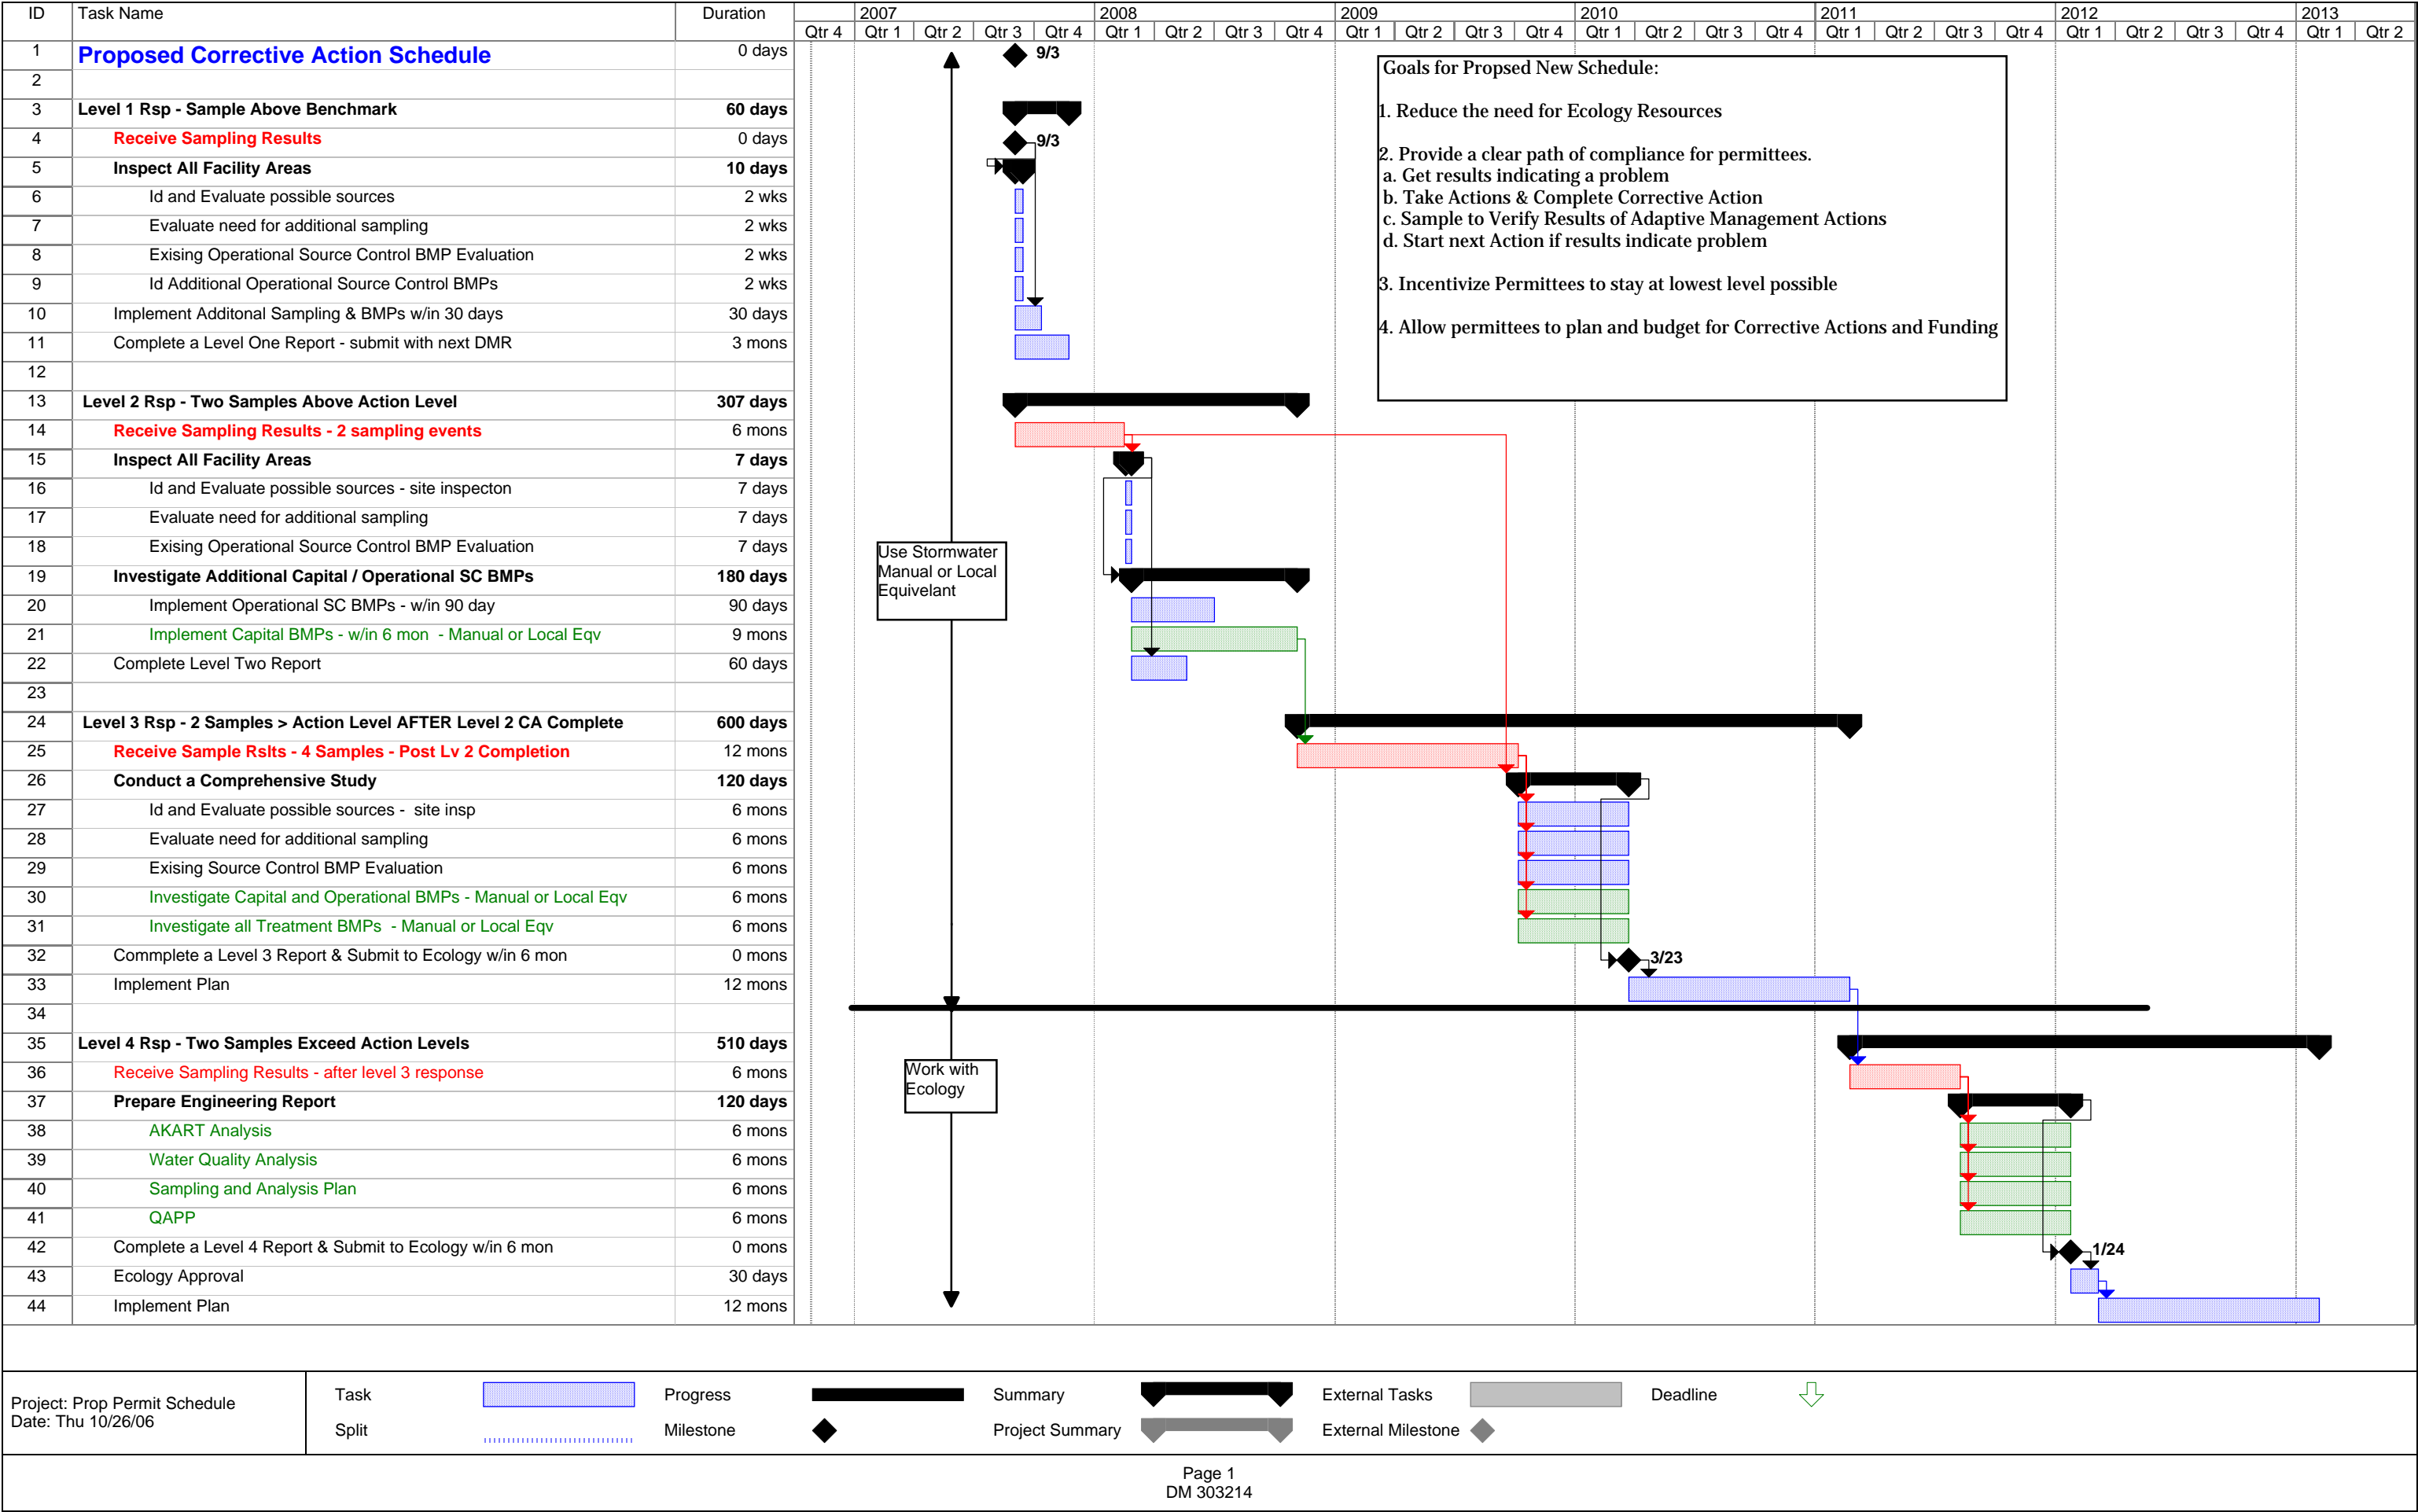 ID Task Name Duration 2007 2008 2009 2010 2011 2012 2013
Qtr 4 Qtr 1 Qtr 2 Qtr 3 Qtr 4 Qtr 1 Qtr 2 Qtr 3 Qtr 4 Qtr 1 Qtr 2 Qtr 3 Qtr 4 Qtr 1 Qtr 2 Qtr 3 Qtr 4 Qtr 1 Qtr 2 Qtr 3 Qtr 4 Qtr 1 Qtr 2 Qtr 3 Qtr 4 Qtr 1 Qtr 2
1 Proposed Corrective Action Schedule 0 days 9/3
2
3 Level 1 Rsp - Sample Above Benchmark 60 days
4 Receive Sampling Results 0 days 9/3
5 Inspect All Facility Areas 10 days
6 Id and Evaluate possible sources 2 wks
7 Evaluate need for additional sampling 2 wks
8 Exising Operational Source Control BMP Evaluation 2 wks
9 Id Additional Operational Source Control BMPs 2 wks
10 Implement Additonal Sampling & BMPs w/in 30 days 30 days
11 Complete a Level One Report - submit with next DMR 3 mons
12
13 Level 2 Rsp - Two Samples Above Action Level 307 days
14 Receive Sampling Results - 2 sampling events 6 mons
15 Inspect All Facility Areas 7 days
16 Id and Evaluate possible sources - site inspecton 7 days
17 Evaluate need for additional sampling 7 days
18 Exising Operational Source Control BMP Evaluation 7 days
19 Investigate Additional Capital / Operational SC BMPs 180 days
20 Implement Operational SC BMPs - w/in 90 day 90 days
21 Implement Capital BMPs - w/in 6 mon - Manual or Local Eqv 9 mons
22 Complete Level Two Report 60 days
23
24 Level 3 Rsp - 2 Samples > Action Level AFTER Level 2 CA Complete 600 days
25 Receive Sample Rslts - 4 Samples - Post Lv 2 Completion 12 mons
26 Conduct a Comprehensive Study 120 days
27 Id and Evaluate possible sources - site insp 6 mons
28 Evaluate need for additional sampling 6 mons
29 Exising Source Control BMP Evaluation 6 mons
30 Investigate Capital and Operational BMPs - Manual or Local Eqv 6 mons
31 Investigate all Treatment BMPs - Manual or Local Eqv 6 mons
32 Commplete a Level 3 Report & Submit to Ecology w/in 6 mon 0 mons 3/23
33 Implement Plan 12 mons
34
35 Level 4 Rsp - Two Samples Exceed Action Levels 510 days
36 Receive Sampling Results - after level 3 response 6 mons
37 Prepare Engineering Report 120 days
38 AKART Analysis 6 mons
39 Water Quality Analysis 6 mons
40 Sampling and Analysis Plan 6 mons
41 QAPP 6 mons
42 Complete a Level 4 Report & Submit to Ecology w/in 6 mon 0 mons 1/24
43 Ecology Approval 30 days
44 Implement Plan 12 mons
Goals for Propsed New Schedule:
1. Reduce the need for Ecology Resources
2. Provide a clear path of compliance for permittees.
a. Get results indicating a problem
b. Take Actions & Complete Corrective Action
c. Sample to Verify Results of Adaptive Management Actions
d. Start next Action if results indicate problem
3. Incentivize Permittees to stay at lowest level possible
4. Allow permittees to plan and budget for Corrective Actions and Funding
Use Stormwater
Manual or Local
Equivelant
Work with
Ecology
Project: Prop Permit Schedule
Date: Thu 10/26/06
Task Progress Summary External Tasks Deadline
Split Milestone Project Summary External Milestone
Page 1
DM 303214